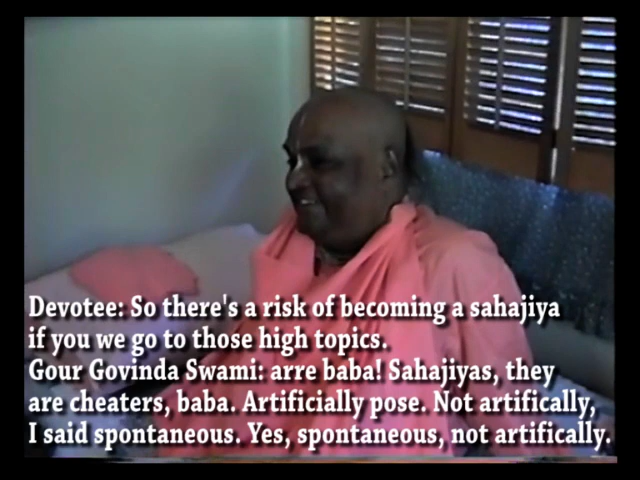 Devotee: So there's a risk of becoming a sahajiya
if you we go to those high topics.
Gour Govinda Swami: arre baba! Sahajiyas, they
are cheaters, baba. Artificially pose. Not artifically,
I said spontaneous. Yes, spontaneous, not artifically.